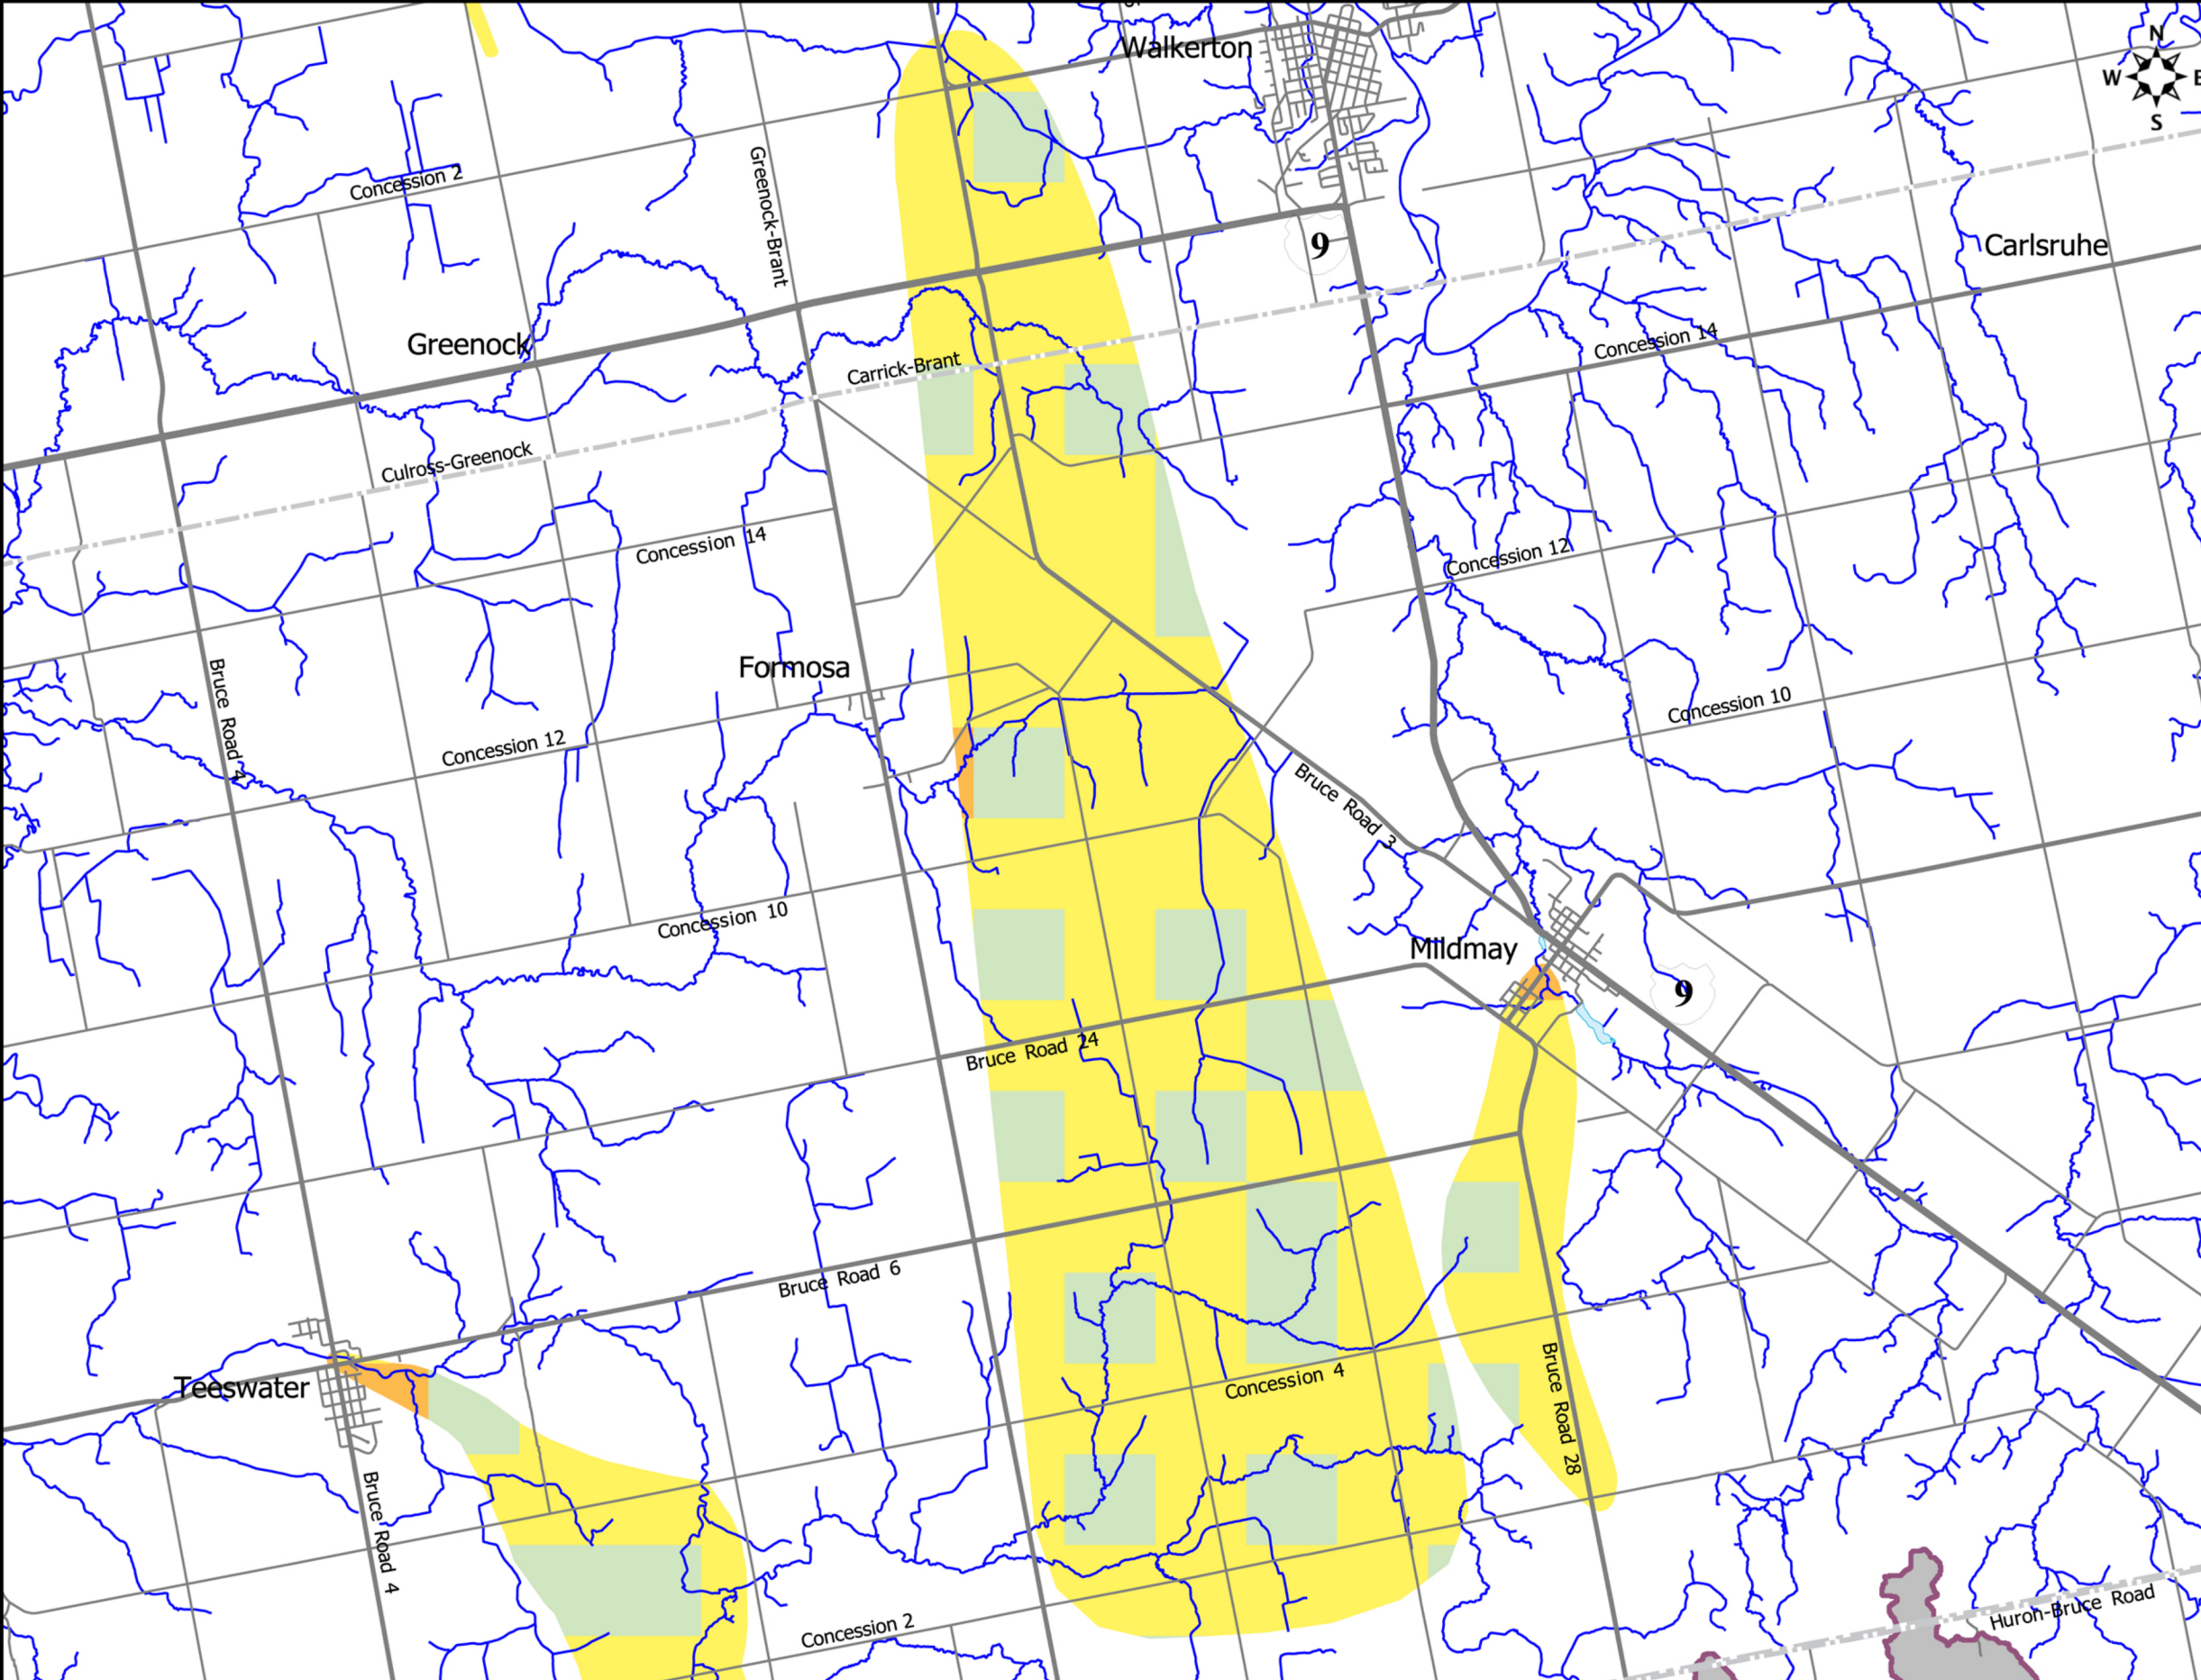 Walkerton
N
W E
S
Concession 2
Greenock-Brant
9
Carlsruhe
Greenock
Carrick-Brant
Concession 14
Culross-Greenock
Concession 14
Concession 12
Formosa
Bruce Road 4
Concession 10
Concession 12
Bruce Road 3
Concession 10
Mildmay
9
Bruce Road 24
Bruce Road 6
Teeswater
Concession 4
Bruce Road 28
Bruce Road 4
Concession 2
Huron-Bruce Road